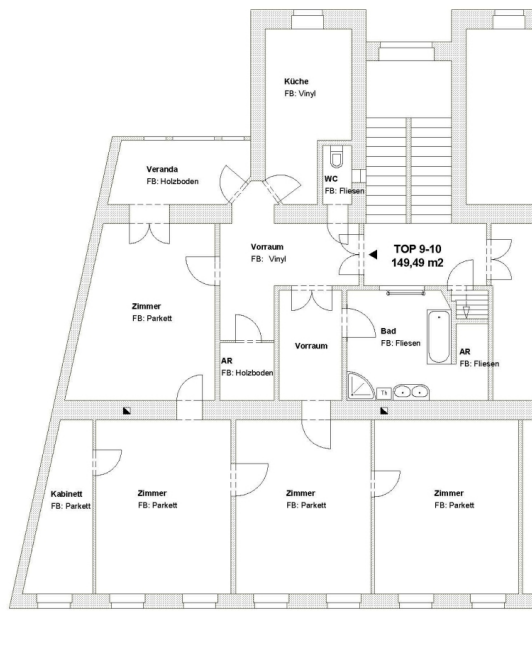 Küche
FB: Vinyl
Veranda
FB: Holzboden
WC
FB: Fliesen
Vorraum
FB: Vinyl
TOP 9-10
149,49 m2
Zimmer
FB: Parkett
Vorraum
Bad
FB: Fliesen
AR
FB: Holzboden
AR
FB: Fliesen
Th
Kabinett
FB: Parkett
Zimmer
FB: Parkett
Zimmer
FB: Parkett
Zimmer
FB: Parkett